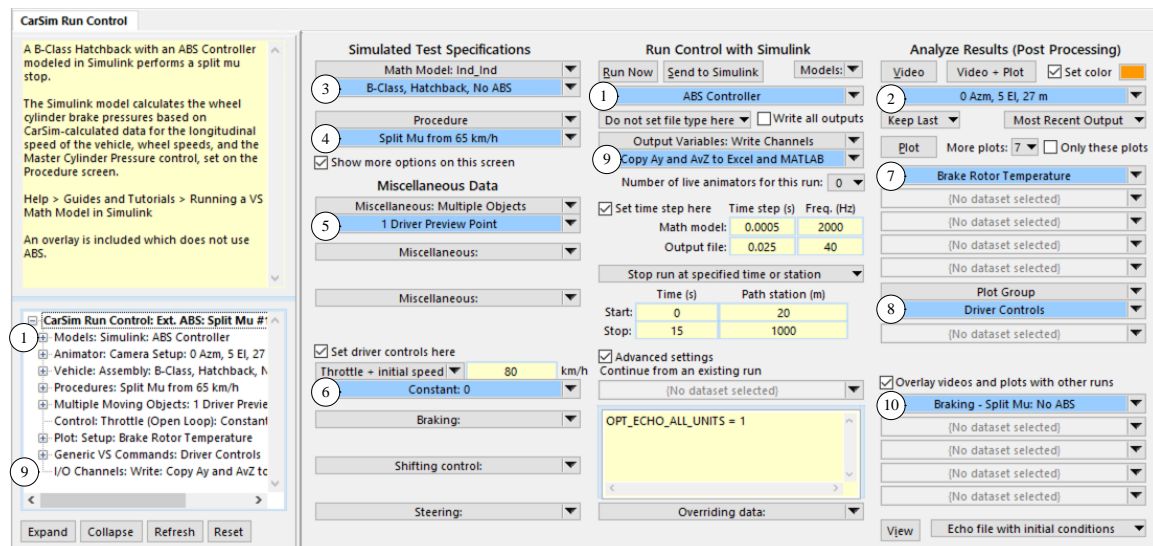 CarSim Run Control
A B-Class Hatchback with an ABS Controller
modeled in Simulink performs a split mu
stop.
The Simulink model calculates the wheel
cylinder brake pressures based on
CarSim-calculated data for the longitudinal
speed of the vehicle, wheel speeds, and the
Master Cylinder Pressure control, set on the
Procedure screen.
Help > Guides and Tutorials > Running a VS
Math Model in Simulink
An overlay is included which does not use
ABS.
CarSim Run Control: Ext. ABS: Split Mu #1
1 Models: Simulink: ABS Controller
Animator: Camera Setup: 0 Azm, 5 El, 27
Vehicle: Assembly: B-Class, Hatchback, N
Procedures: Split Mu from 65 km/h
Multiple Moving Objects: 1 Driver Previe
Control: Throttle (Open Loop): Constant
Plot: Setup: Brake Rotor Temperature
Generic VS Commands: Driver Controls
9 I/O Channels: Write: Copy Ay and AvZ to
Expand Collapse Refresh Reset
Simulated Test Specifications
Math Model: Ind_Ind
3 B-Class, Hatchback, No ABS
Procedure
4 Split Mu from 65 km/h
Show more options on this screen
Miscellaneous Data
Miscellaneous: Multiple Objects
5 1 Driver Preview Point
Miscellaneous:
Miscellaneous:
Set driver controls here
Throttle + initial speed 80 km/h
6 Constant: 0
Braking:
Shifting control:
Steering:
Run Control with Simulink
Run Now Send to Simulink Models:
1 ABS Controller
Do not set file type here Write all outputs
Output Variables: Write Channels
9 Copy Ay and AvZ to Excel and MATLAB
Number of live animators for this run: 0
Set time step here Time step (s) Freq. (Hz)
Math model: 0.0005 2000
Output file: 0.025 40
Stop run at specified time or station
Time (s) Path station (m)
Start: 0 20
Stop: 15 1000
Advanced settings
Continue from an existing run
{No dataset selected}
OPT_ECHO_ALL_UNITS = 1
Overriding data:
Analyze Results (Post Processing)
Video Video + Plot Set color
2 0 Azm, 5 El, 27 m
Keep Last Most Recent Output
Plot More plots: 7 Only these plots
7 Brake Rotor Temperature
{No dataset selected}
{No dataset selected}
{No dataset selected}
{No dataset selected}
Plot Group
8 Driver Controls
{No dataset selected}
Overlay videos and plots with other runs
10 Braking - Split Mu: No ABS
{No dataset selected}
{No dataset selected}
{No dataset selected}
{No dataset selected}
View Echo file with initial conditions